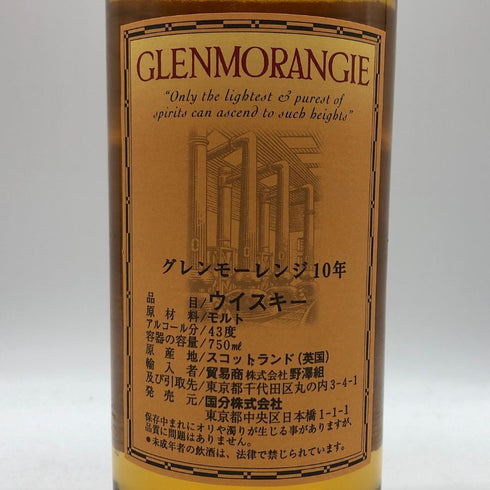 GLENMORANGIE
"Only the lightest & purest of
spirits can ascend to such heights"
グレンモーレンジ 10年
品目/ウイスキー
原材料/モルト
アルコール分/43度
容器の容量/750㎖
原産地/スコットランド(英国)
輸入者/貿易商 株式会社 野澤組
及び引取先/東京都千代田区丸の内3-4-1
発売元/国分株式会社
東京都中央区日本橋1-1-1
保存中まれにオリや濁りが生じる事がありますが、
品質に問題はありません。
•未成年者の飲酒は、法律で禁じられています。